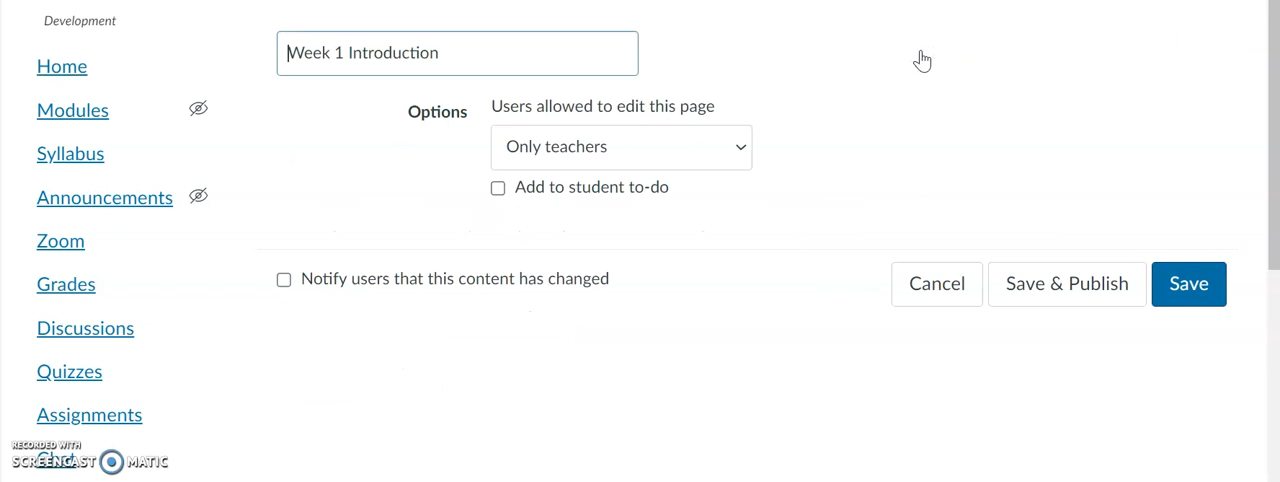 Development
Home
Modules
Syllabus
Announcements
Zoom
Grades
Discussions
Quizzes
Assignments
Chat
Week 1 Introduction
Options
Users allowed to edit this page
Only teachers
Add to student to-do
Notify users that this content has changed
Cancel
Save & Publish
Save
RECORDED WITH
SCREENCAST MATIC